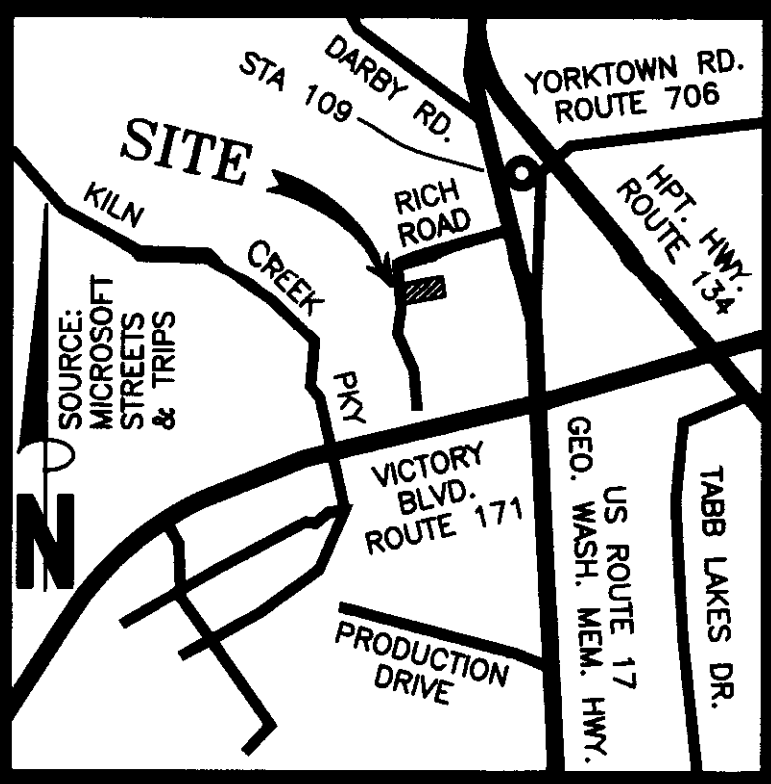 DARBY RD.
STA 109
YORKTOWN RD.
ROUTE 706
SITE
RICH
ROAD
HPT. HWY.
ROUTE 134
KILN
CREEK
PKY
SOURCE:
MICROSOFT
STREETS
& TRIPS
N
VICTORY
BLVD.
ROUTE 171
GEO. WASH. MEM. HWY.
US ROUTE 17
TABB LAKES DR.
PRODUCTION
DRIVE